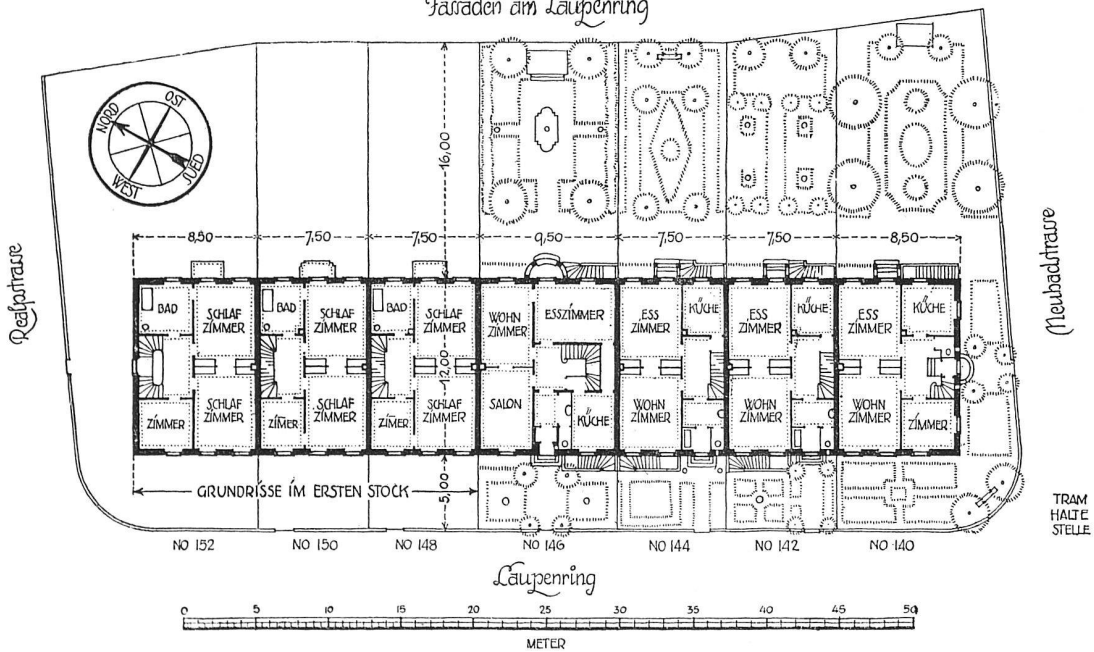 Fassaden am Laupenring
NORD
OST
SUED
WEST
16,00
8,50 7,50 7,50 9,50 7,50 7,50 8,50
Realpstrasse
Neubadstrasse
BAD
SCHLAF
ZIMMER
BAD
SCHLAF
ZIMMER
BAD
SCHLAF
ZIMMER
WOHN
ZIMMER
ESSZIMMER
ESS
ZIMMER
KÜCHE
ESS
ZIMMER
KÜCHE
ESS
ZIMMER
KÜCHE
12,00
ZIMMER
SCHLAF
ZIMMER
ZIMER
SCHLAF
ZIMMER
ZIMER
SCHLAF
ZIMMER
SALON
KÜCHE
WOHN
ZIMMER
WOHN
ZIMMER
WOHN
ZIMMER
ZIMMER
GRUNDRISSE IM ERSTEN STOCK
5,00
TRAM
HALTE
STELLE
NO 152 NO 150 NO 148 NO 146 NO 144 NO 142 NO 140
Laupenring
0 5 10 15 20 25 30 35 40 45 50
METER